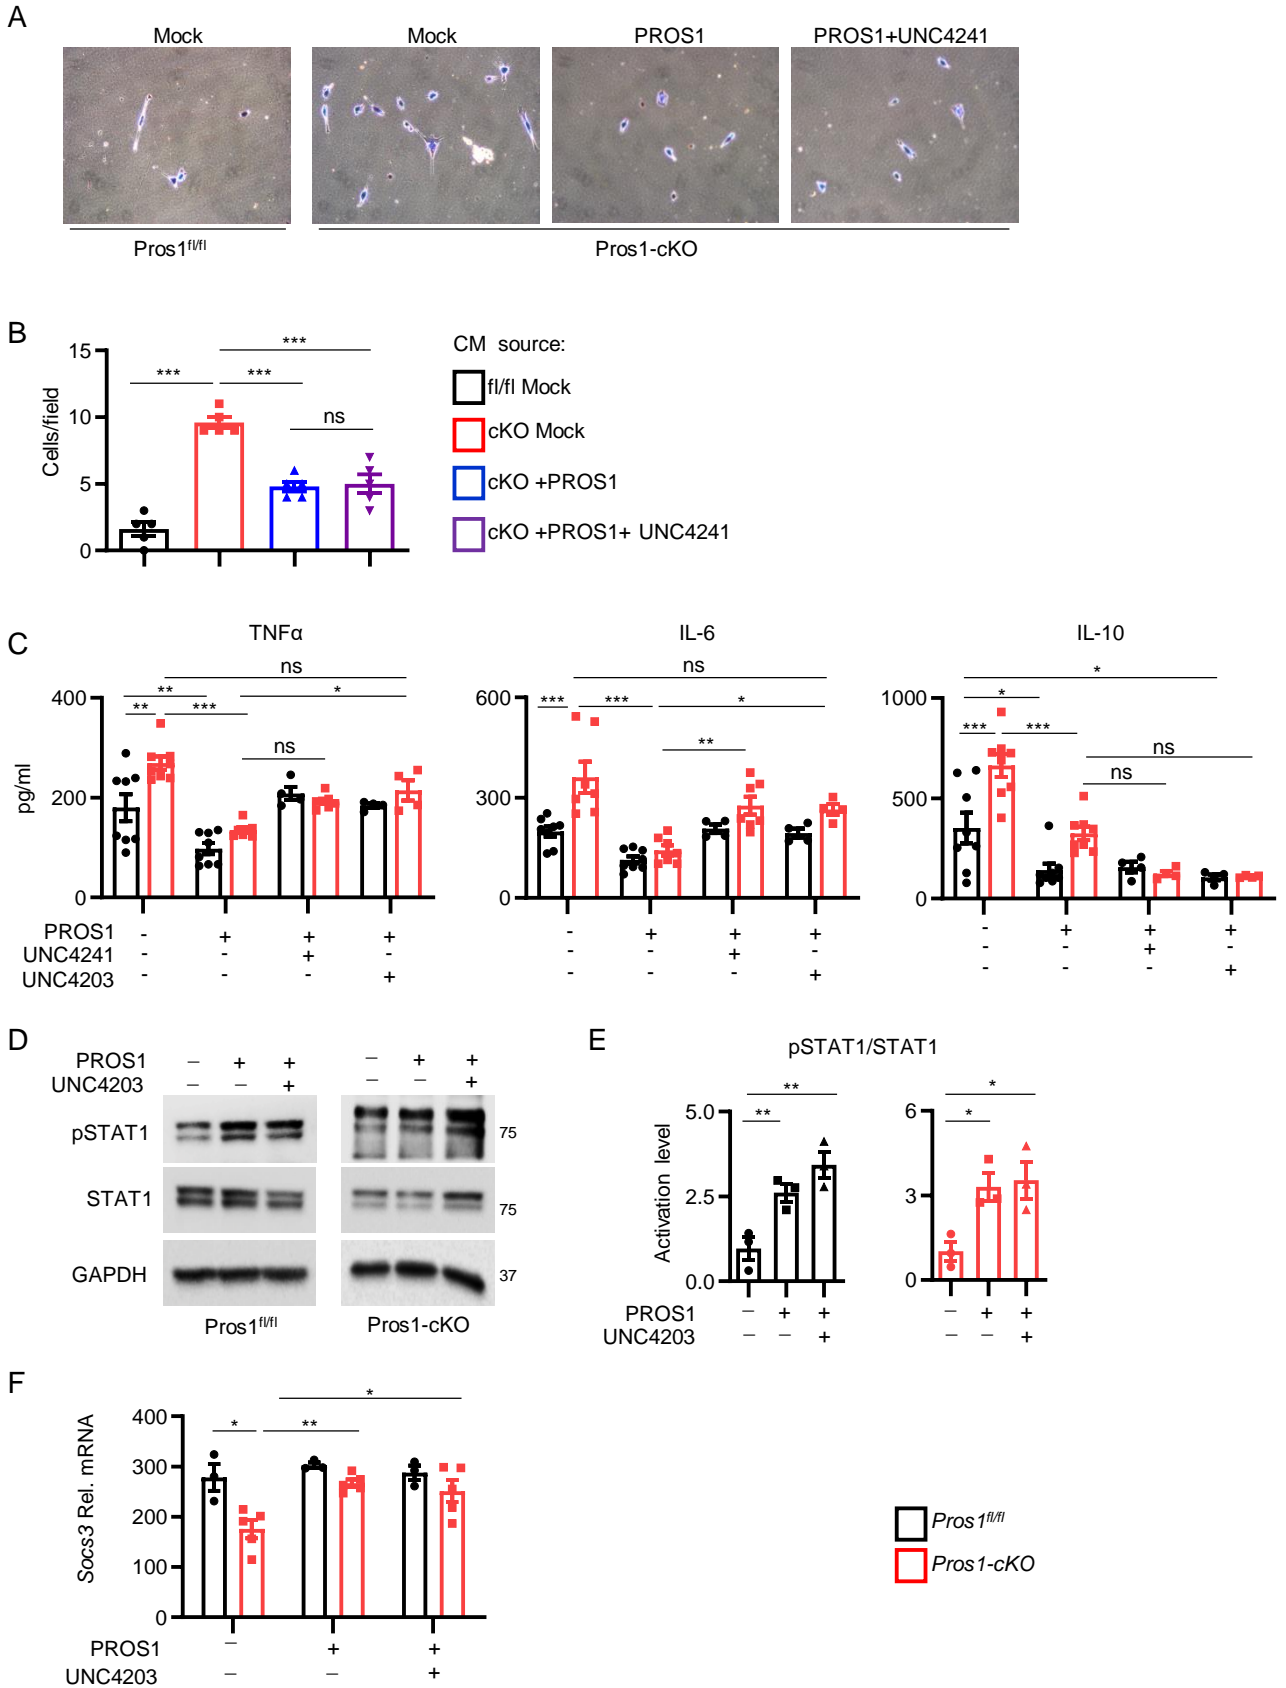 A
Mock Mock PROS1 PROS1+UNC4241
Pros1fl/fl Pros1-cKO
B
15
10
5
0
Cells/field
*** *** *** ns
CM source:
fl/fl Mock
cKO Mock
cKO +PROS1
cKO +PROS1+ UNC4241
C
TNFα IL-6 IL-10
pg/ml
400
200
0
ns
** *
** ***
ns
600
300
0
ns
*** *** *
**
1000
500
0
*
*
*** ***
ns
ns
PROS1 - + + + - + + + - + + +
UNC4241 - - + - - - + - - - + -
UNC4203 - - - + - - - + - - - +
D
PROS1 – + + – + +
UNC4203 – – + – – +
pSTAT1 75
STAT1 75
GAPDH 37
Pros1fl/fl Pros1-cKO
E
pSTAT1/STAT1
Activation level
5.0
2.5
0.0
**
**
6
3
0
*
*
PROS1 – + + – + +
UNC4203 – – + – – +
F
Socs3 Rel. mRNA
400
300
200
100
0
*
* **
PROS1 – + +
UNC4203 – – +
Pros1fl/fl
Pros1-cKO